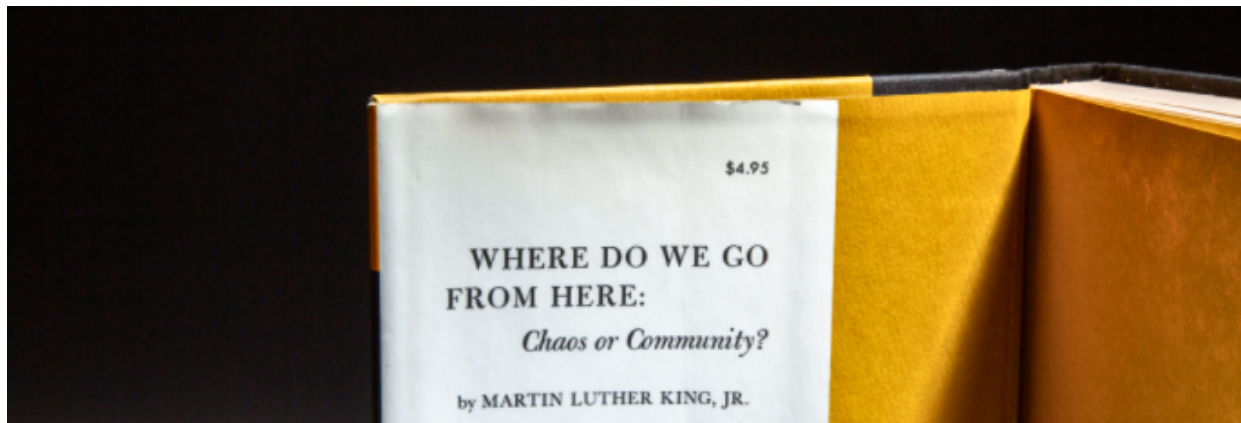 $4.95
WHERE DO WE GO
FROM HERE:
Chaos or Community?
by MARTIN LUTHER KING, JR.